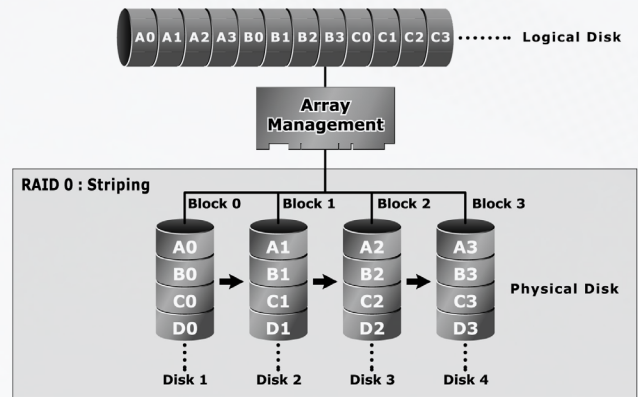 A0 A1 A2 A3 B0 B1 B2 B3 C0 C1 C2 C3 Logical Disk
Array
Management
RAID 0 : Striping
Block 0 Block 1 Block 2 Block 3
A0 A1 A2 A3
B0 B1 B2 B3
C0 C1 C2 C3
Physical Disk
D0 D1 D2 D3
Disk 1 Disk 2 Disk 3 Disk 4